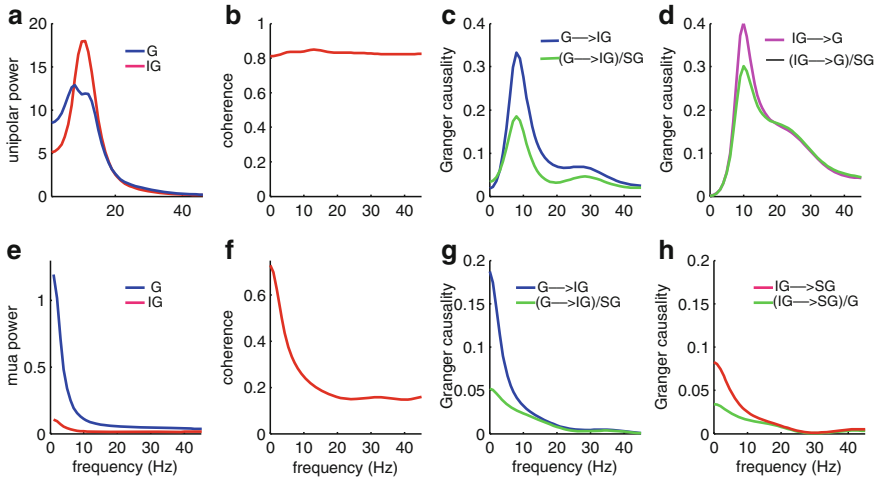 a
20
15
10
5
0
20
40
unipolar power
G
IG
b
1
0.8
0.6
0.4
0.2
0
0
10
20
30
40
coherence
c
0.4
0.3
0.2
0.1
0
0
10
20
30
40
Granger causality
G—>IG
(G—>IG)/SG
d
0.4
0.3
0.2
0.1
0
0
10
20
30
40
Granger causality
IG—>G
(IG—>G)/SG
e
1
0.5
0
0
10
20
30
40
mua power
frequency (Hz)
G
IG
f
0.6
0.4
0.2
0
0
10
20
30
40
coherence
frequency (Hz)
g
0.2
0.15
0.1
0.05
0
0
10
20
30
40
Granger causality
frequency (Hz)
G—>IG
(G—>IG)/SG
h
0.2
0.15
0.1
0.05
0
0
10
20
30
40
Granger causality
frequency (Hz)
IG—>SG
(IG—>SG)/G